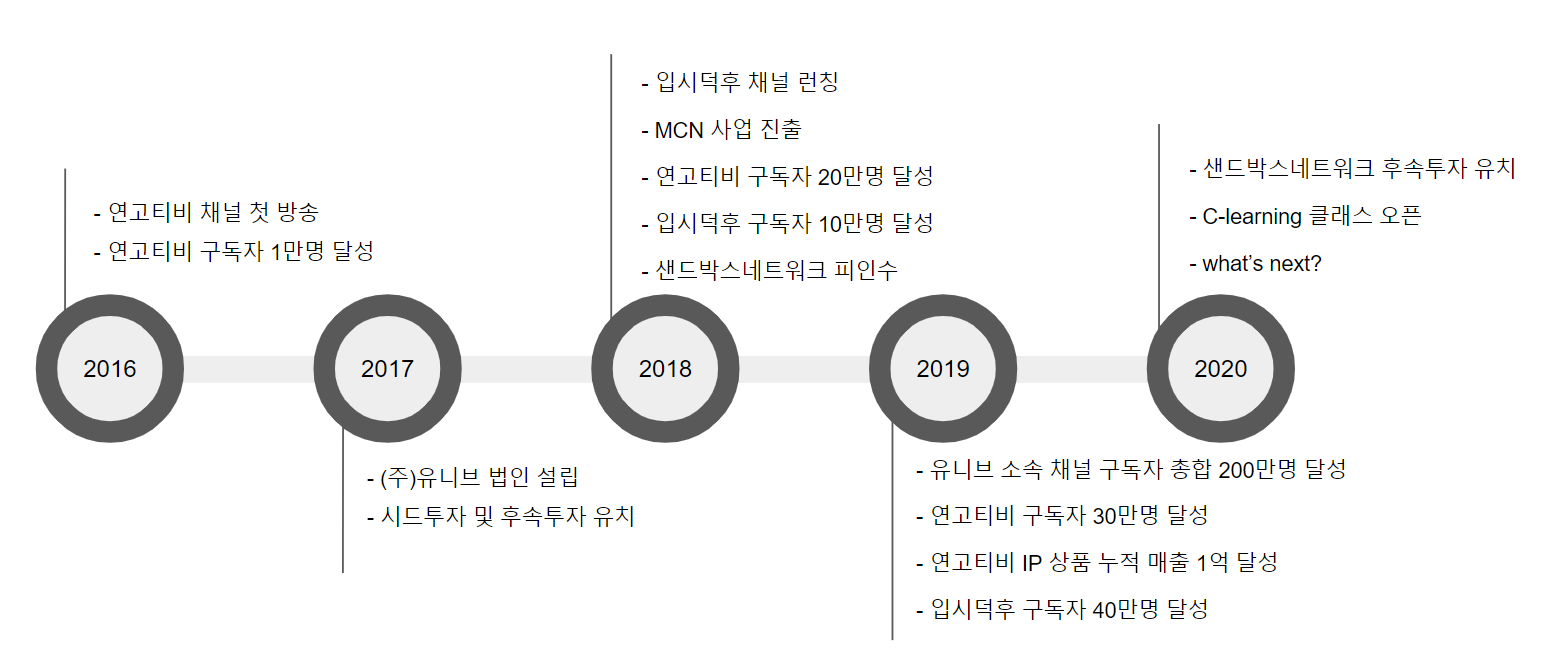 2016
- 연고티비 채널 첫 방송
- 연고티비 구독자 1만명 달성
2017
- (주)유니브 법인 설립
- 시드투자 및 후속투자 유치
2018
- 입시덕후 채널 런칭
- MCN 사업 진출
- 연고티비 구독자 20만명 달성
- 입시덕후 구독자 10만명 달성
- 샌드박스네트워크 피인수
2019
- 유니브 소속 채널 구독자 총합 200만명 달성
- 연고티비 구독자 30만명 달성
- 연고티비 IP 상품 누적 매출 1억 달성
- 입시덕후 구독자 40만명 달성
2020
- 샌드박스네트워크 후속투자 유치
- C-learning 클래스 오픈
- what’s next?